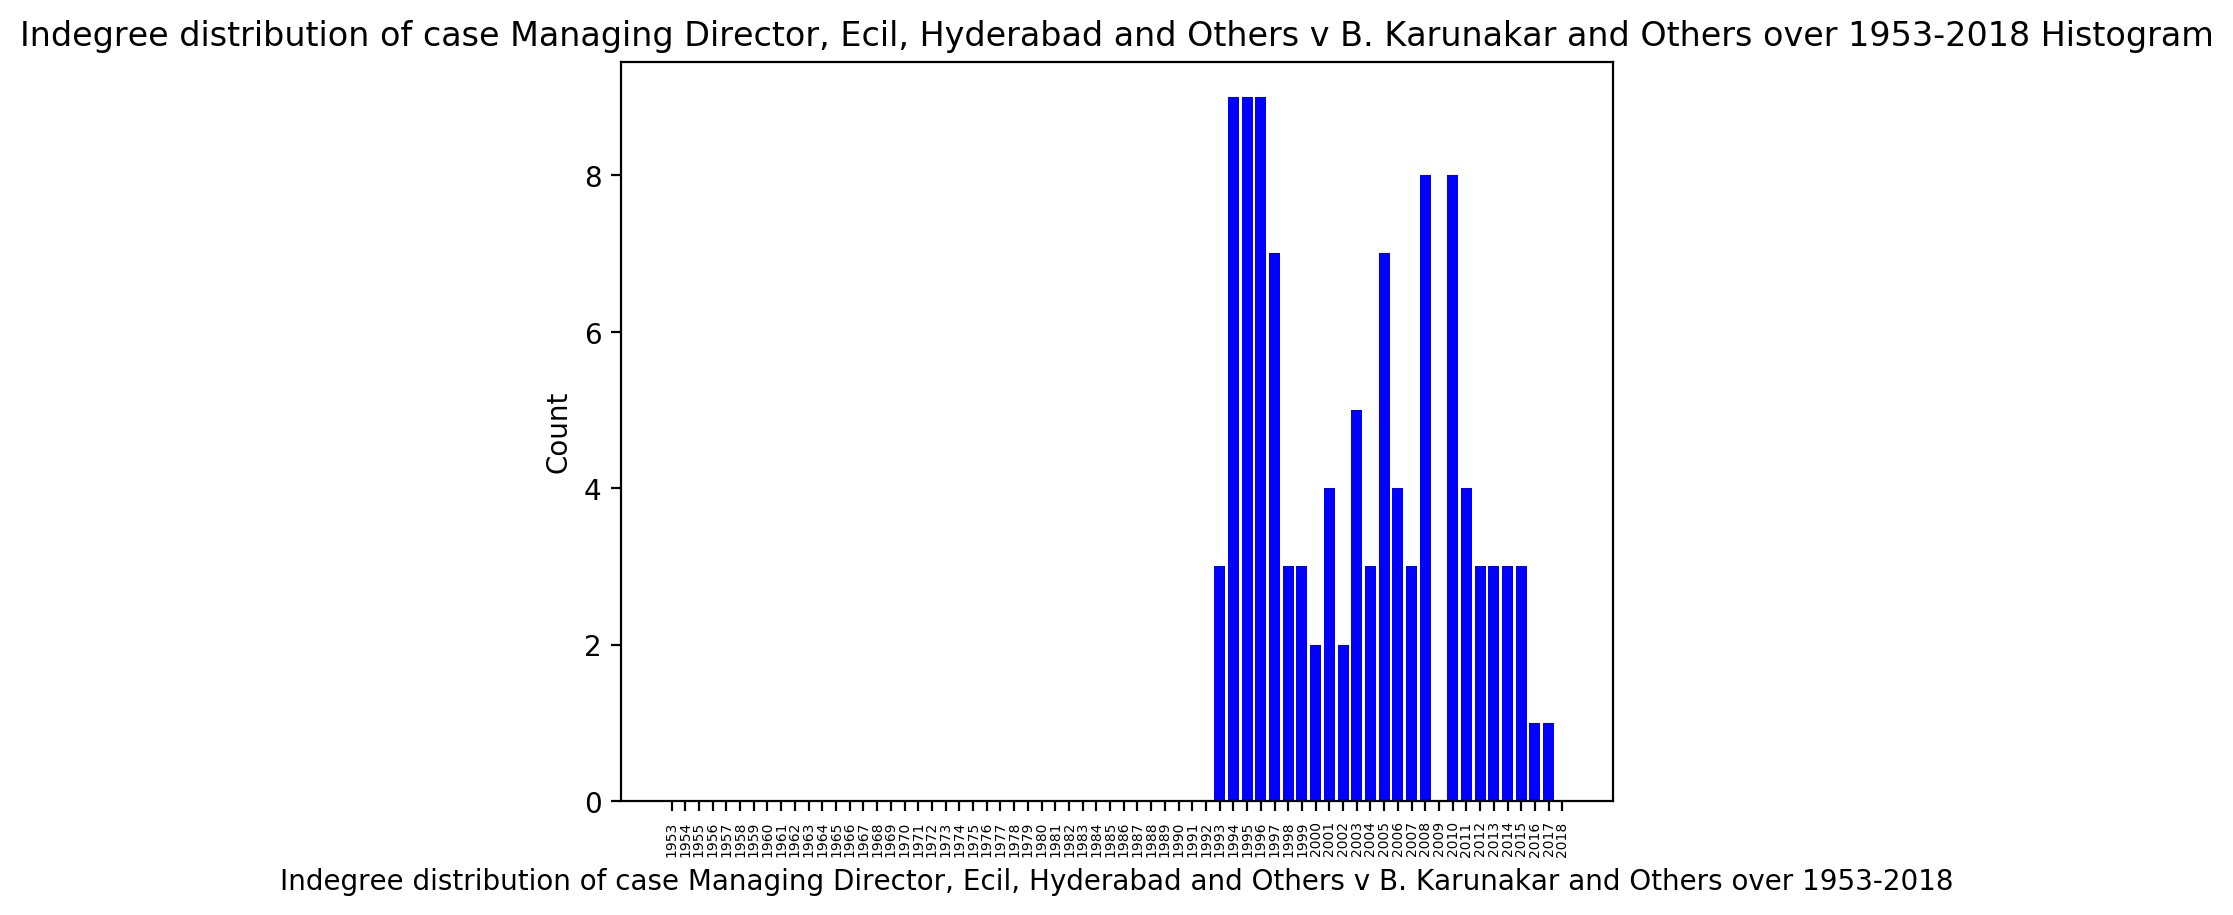 Indegree distribution of case Managing Director, Ecil, Hyderabad and Others v B. Karunakar and Others over 1953-2018 Histogram
Count
8
6
4
2
0
1953 1954 1955 1956 1957 1958 1959 1960 1961 1962 1963 1964 1965 1966 1967 1968 1969 1970 1971 1972 1973 1974 1975 1976 1977 1978 1979 1980 1981 1982 1983 1984 1985 1986 1987 1988 1989 1990 1991 1992 1993 1994 1995 1996 1997 1998 1999 2000 2001 2002 2003 2004 2005 2006 2007 2008 2009 2010 2011 2012 2013 2014 2015 2016 2017 2018
Indegree distribution of case Managing Director, Ecil, Hyderabad and Others v B. Karunakar and Others over 1953-2018